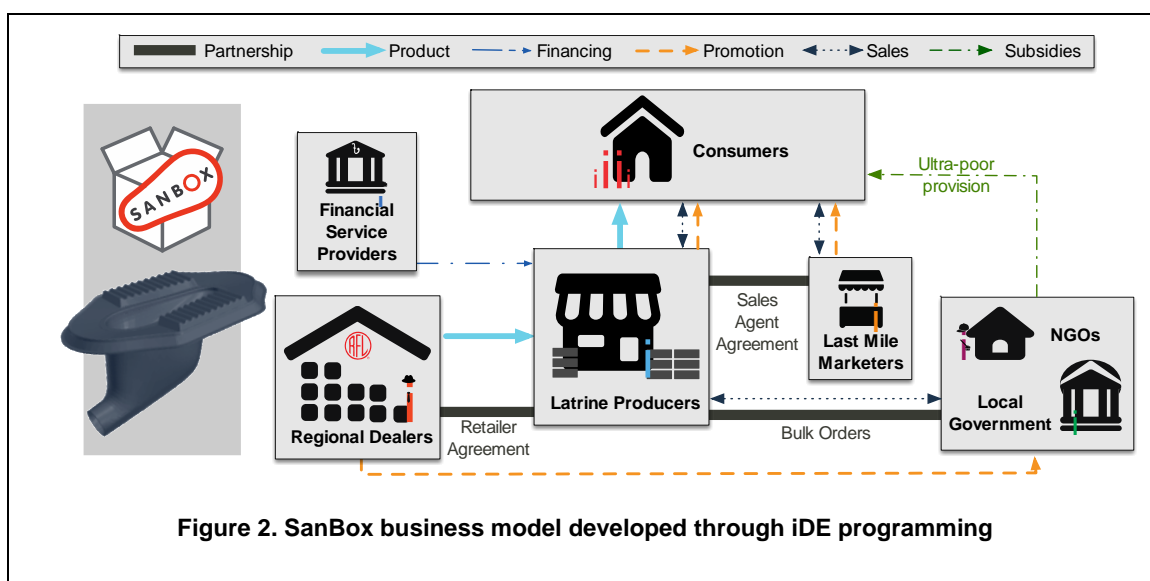 Partnership
Product
Financing
Promotion
Sales
Subsidies
SANBOX
Consumers
Ultra-poor
provision
৳
Financial
Service
Providers
Sales
Agent
Agreement
Last Mile
Marketers
NGOs
Local
Government
RFL
Regional Dealers
Retailer
Agreement
Latrine Producers
Bulk Orders
Figure 2. SanBox business model developed through iDE programming